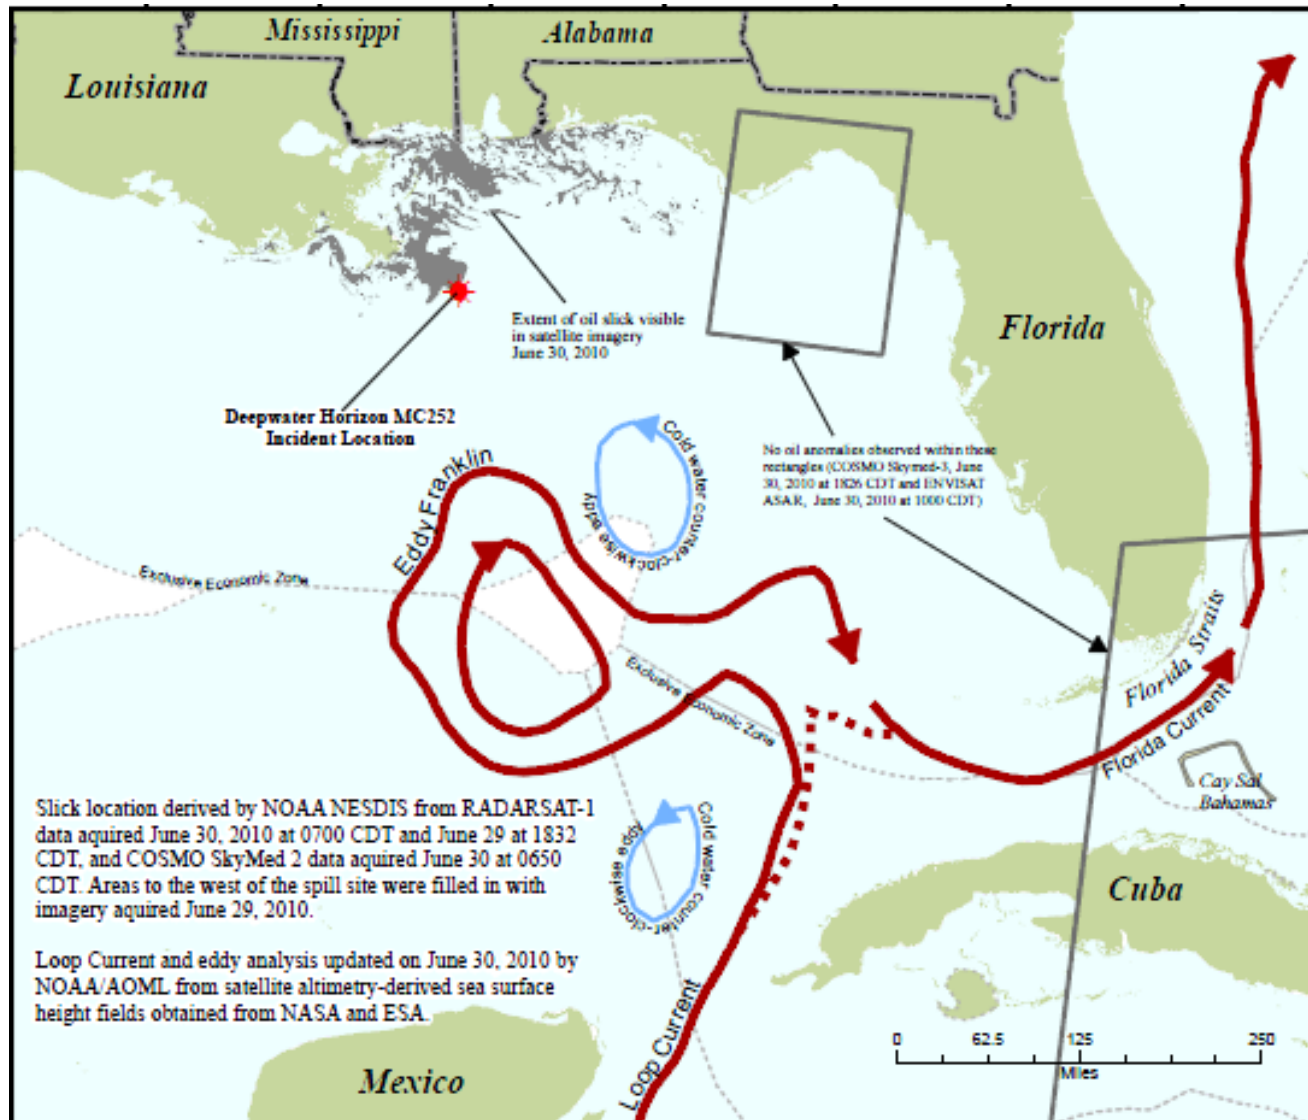 Mississippi
Alabama
Louisiana
Florida
Extent of oil slick visible
in satellite imagery
June 30, 2010
Deepwater Horizon MC252
Incident Location
No oil anomalies observed within these
rectangles (COSMO Skymed-3, June
30, 2010 at 1826 CDT and ENVISAT
ASAR, June 30, 2010 at 1000 CDT)
Eddy Franklin
Cold water counter-clockwise eddy
Exclusive Economic Zone
Exclusive Economic Zone
Florida Straits
Florida Current
Cay Sal
Bahamas
Slick location derived by NOAA NESDIS from RADARSAT-1
data aquired June 30, 2010 at 0700 CDT and June 29 at 1832
CDT, and COSMO SkyMed 2 data aquired June 30 at 0650
CDT. Areas to the west of the spill site were filled in with
imagery aquired June 29, 2010.
Cold water counter-clockwise eddy
Cuba
Loop Current and eddy analysis updated on June 30, 2010 by
NOAA/AOML from satellite altimetry-derived sea surface
height fields obtained from NASA and ESA.
Loop Current
Mexico
0 62.5 125 250
Miles